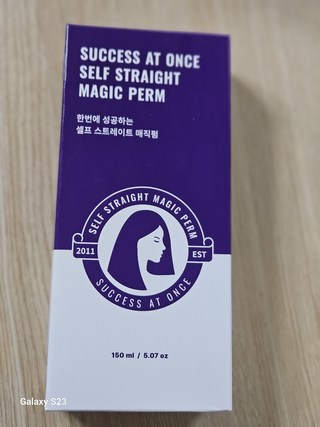 SUCCESS AT ONCE
SELF STRAIGHT
MAGIC PERM
한번에 성공하는
셀프 스트레이트 매직펌
SELF STRAIGHT MAGIC PERM
2011
EST
SUCCESS AT ONCE
150 ml / 5.07 oz
Galaxy S23